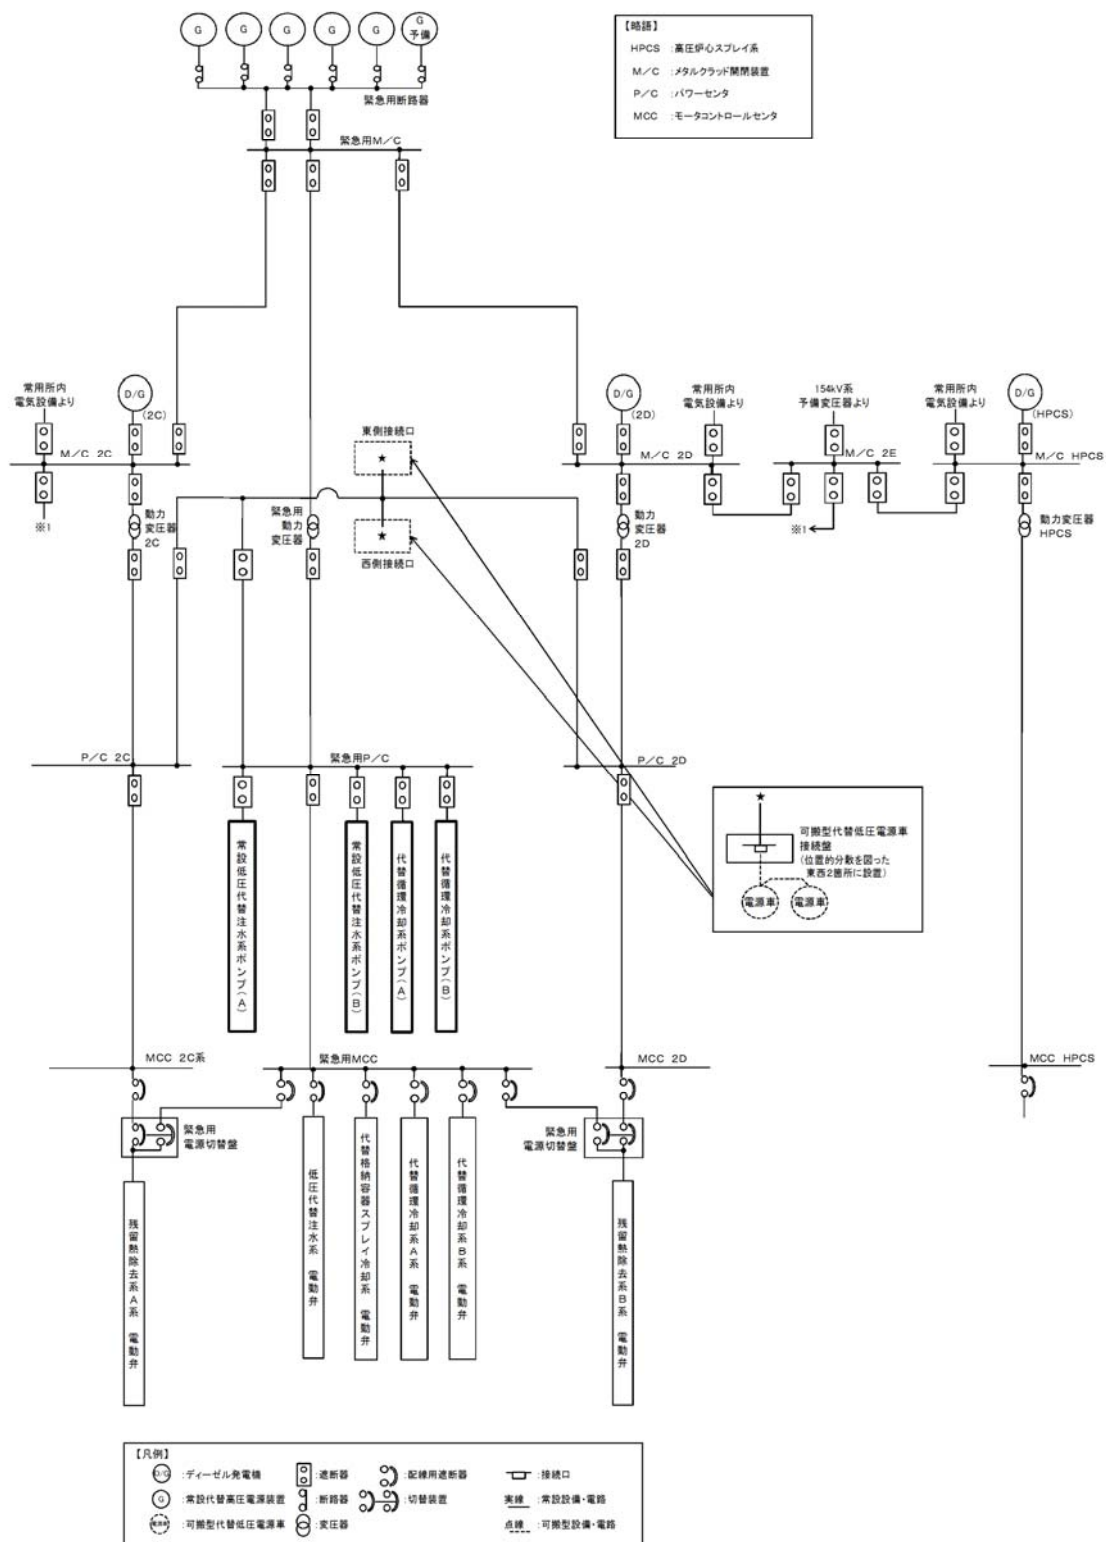 G
G
G
G
G
G
予備
【略語】
HPCS :高圧炉心スプレイ系
M/C :メタルクラッド開閉装置
P/C :パワーセンタ
MCC :モータコントロールセンタ
緊急用断路器
緊急用M/C
常用所内
電気設備より
D/G
(2C)
M/C 2C
※1
動力
変圧器
2C
東側接続口
★
★
西側接続口
緊急用
動力
変圧器
D/G
(2D)
M/C 2D
動力
変圧器
2D
常用所内
電気設備より
154kV系
予備変圧器より
M/C 2E
※1
常用所内
電気設備より
D/G
(HPCS)
M/C HPCS
動力変圧器
HPCS
P/C 2C
緊急用P/C
P/C 2D
常設低圧代替注水系ポンプ(A)
常設低圧代替注水系ポンプ(B)
代替循環冷却系ポンプ(A)
代替循環冷却系ポンプ(B)
★
可搬型代替低圧電源車
接続盤
(位置的分散を図った
東西2箇所に設置)
電源車
電源車
MCC 2C系
緊急用MCC
MCC 2D
MCC HPCS
緊急用
電源切替盤
緊急用
電源切替盤
残留熱除去系A系 電動弁
低圧代替注水系 電動弁
代替格納容器スプレイ冷却系 電動弁
代替循環冷却系A系 電動弁
代替循環冷却系B系 電動弁
残留熱除去系B系 電動弁
【凡例】
D/G :ディーゼル発電機
:遮断器
:配線用遮断器
:接続口
G :常設代替高圧電源装置
:断路器
:切替装置
実線 :常設設備・電路
電源車 :可搬型代替低圧電源車
:変圧器
点線 :可搬型設備・電路